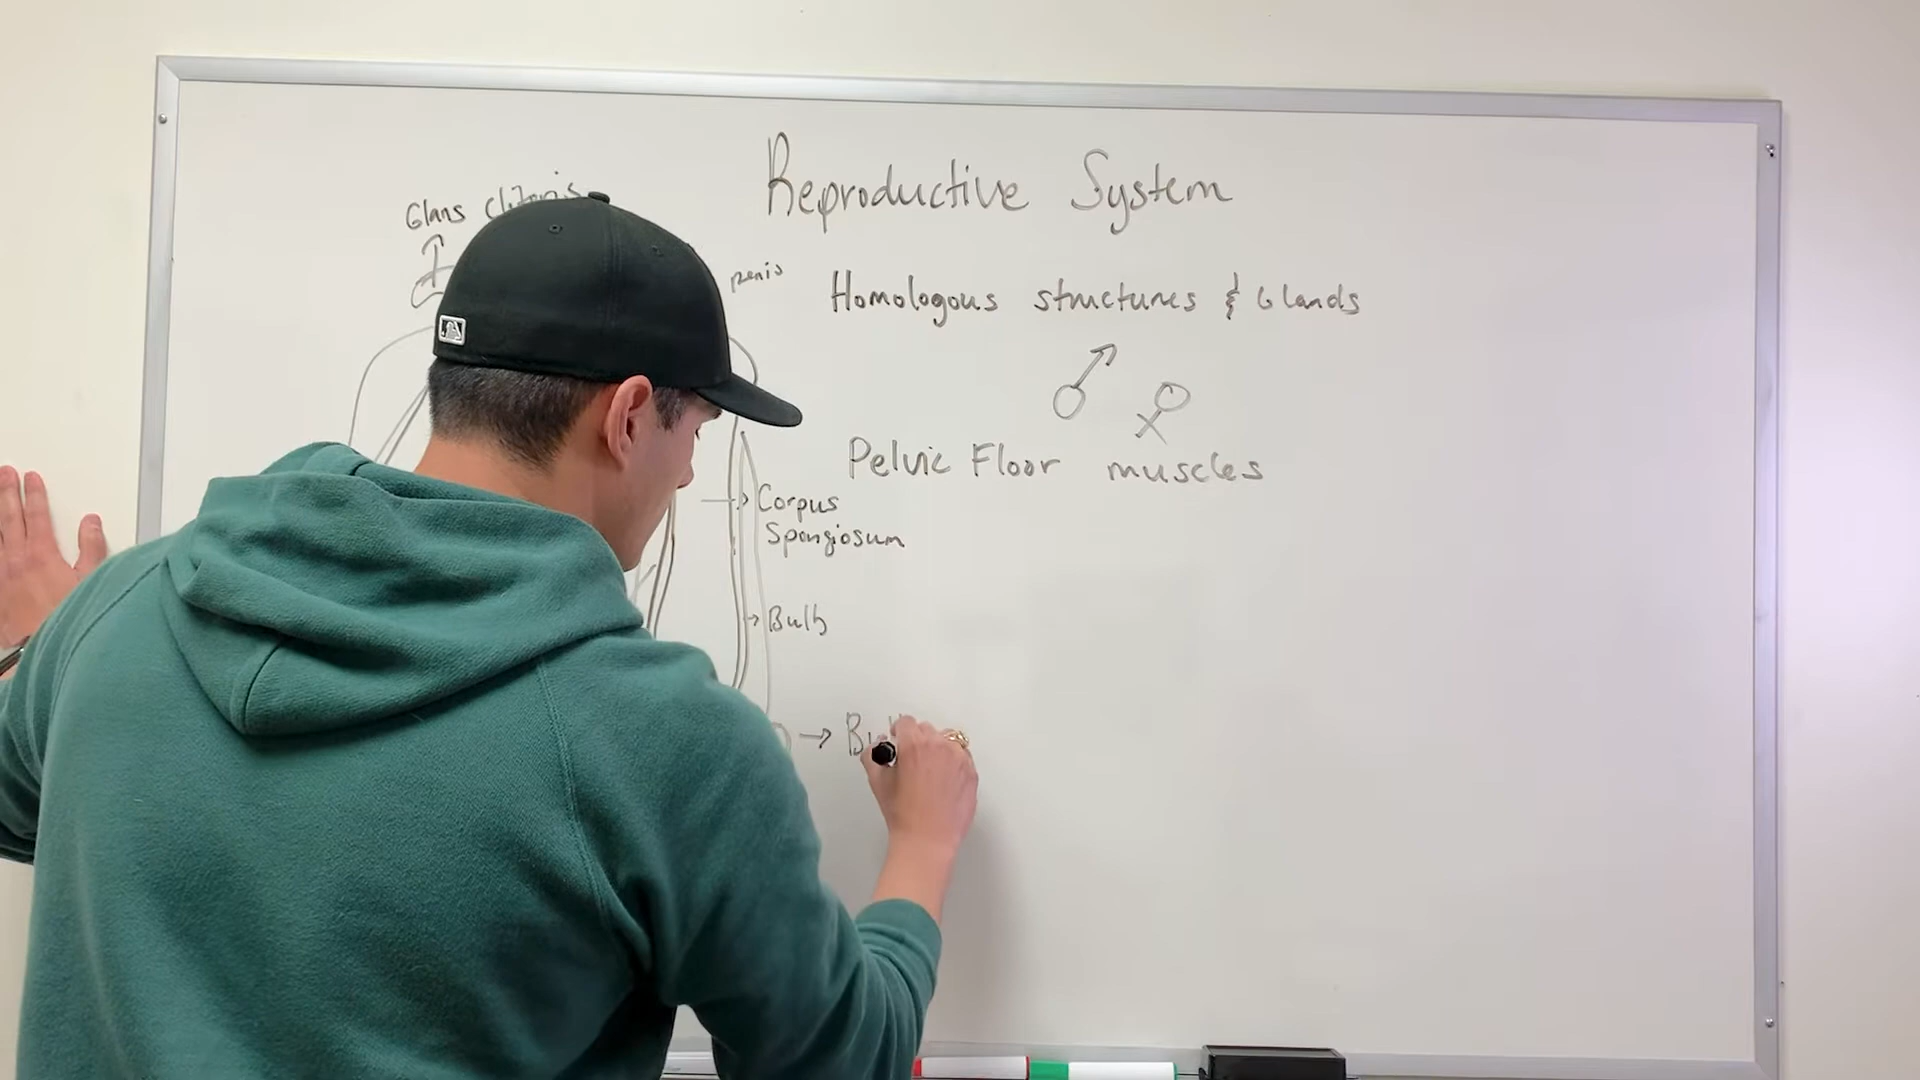 Reproductive System
Glans Clitoris
penis
Homologous structures & Glands
Pelvic Floor muscles
Corpus
Spongiosum
Bulb